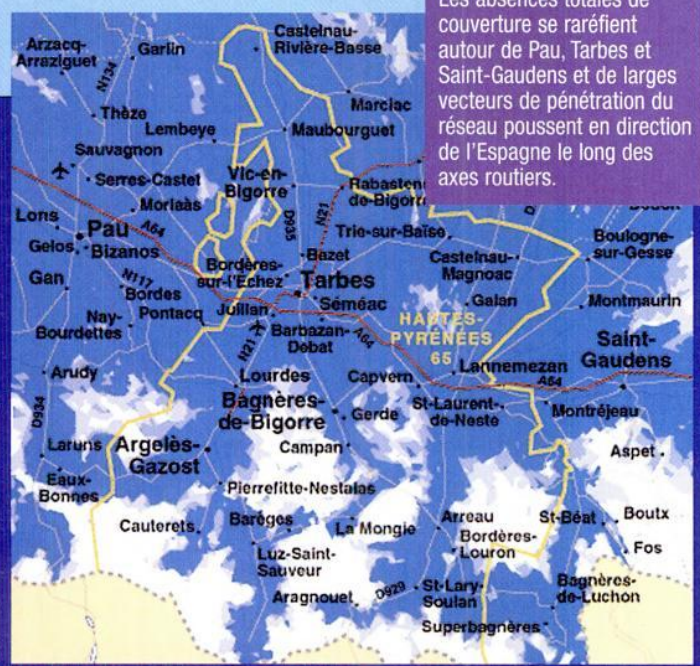 Les absences totales de
couverture se raréfient
autour de Pau, Tarbes et
Saint-Gaudens et de larges
vecteurs de pénétration du
réseau poussent en direction
de l'Espagne le long des
axes routiers.
Arzacq-
Arraziguet
Garlin
Castelnau-
Rivière-Basse
N134
Thèze
Lembeye
Marciac
Maubourguet
Sauvagnon
Serres-Castet
Vic-en-
Bigorre
Rabastens
de-Bigorre
Morlaàs
Lons
Pau
A64
D935
N21
Trie-sur-Baïse
Boulogne-
sur-Gesse
Gelos
Bizanos
Bazet
Castelnau-
Magnoac
Gan
N117
Bordes
Bordères-
sur-l'Échez
Tarbes
Séméac
Galan
Montmaurin
Nay-
Bourdettes
Pontacq
Juillan
Barbazan-
Debat
A64
HAUTES-
PYRÉNÉES
65
Saint-
Gaudens
N21
Lannemezan
A64
Arudy
Lourdes
Capvern
Bagnères-
de-Bigorre
Gerde
St-Laurent-
de-Neste
Montréjeau
D934
Laruns
Argelès-
Gazost
Campan
Aspet
Eaux-
Bonnes
Pierrefitte-Nestalas
Cauterets
Barèges
La Mongie
Arreau
St-Béat
Boutx
Bordères-
Louron
Fos
Luz-Saint-
Sauveur
Aragnouet
D929
St-Lary-
Soulan
Bagnères-
de-Luchon
Superbagnères